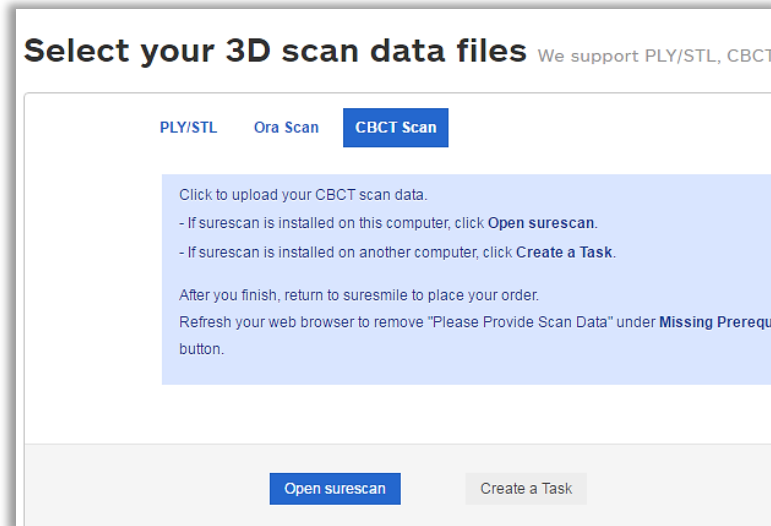 Select your 3D scan data files We support PLY/STL, CBCT
PLY/STL Ora Scan CBCT Scan
Click to upload your CBCT scan data.
- If surescan is installed on this computer, click Open surescan.
- If surescan is installed on another computer, click Create a Task.
After you finish, return to suresmile to place your order.
Refresh your web browser to remove "Please Provide Scan Data" under Missing Prerequ
button.
Open surescan Create a Task